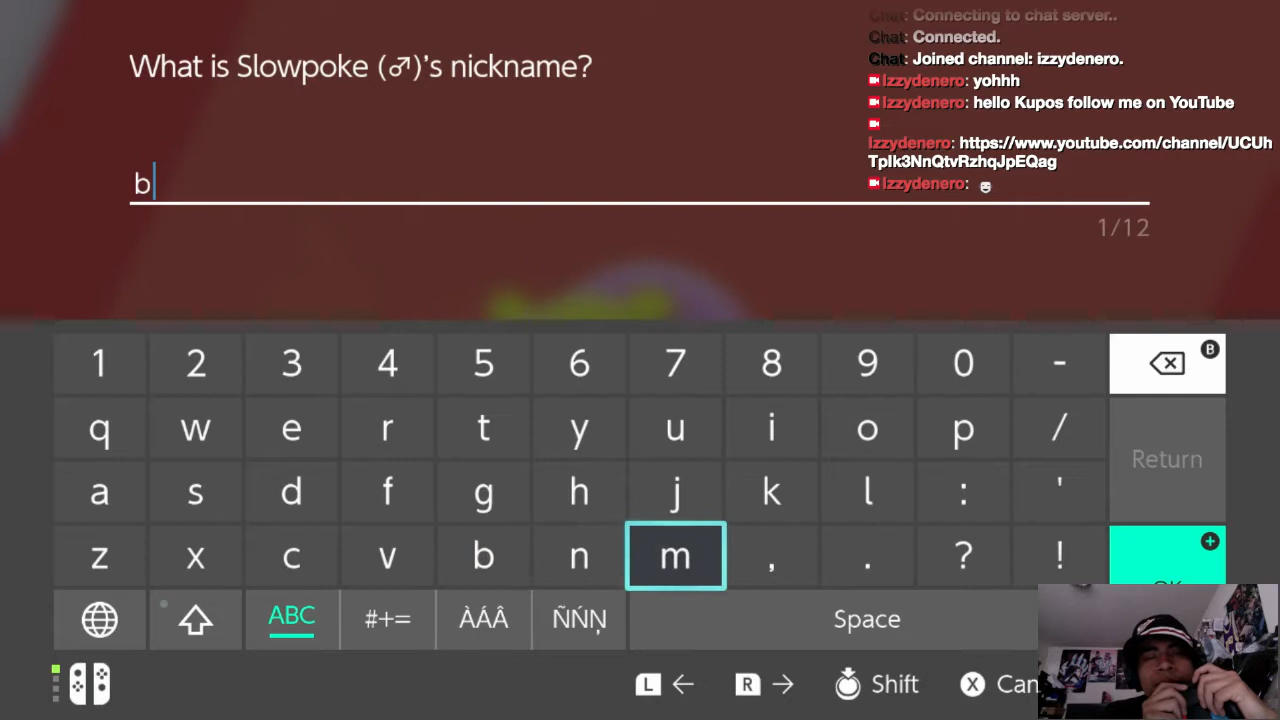 Chat: Connecting to chat server..
Chat: Connected.
Chat: Joined channel: izzydenero.
Izzydenero: yohhh
Izzydenero: hello Kupos follow me on YouTube
Izzydenero: https://www.youtube.com/channel/UCUh
TpIk3NnQtvRzhqJpEQag
Izzydenero:
What is Slowpoke (♂)'s nickname?
b
1/12
1 2 3 4 5 6 7 8 9 0 - B
q w e r t y u i o p /
Return
a s d f g h j k l : '
z x c v b n m , . ? ! +
ABC #+= ÀÁÂ ÑŃŅ Space
L ← R → Shift X Can